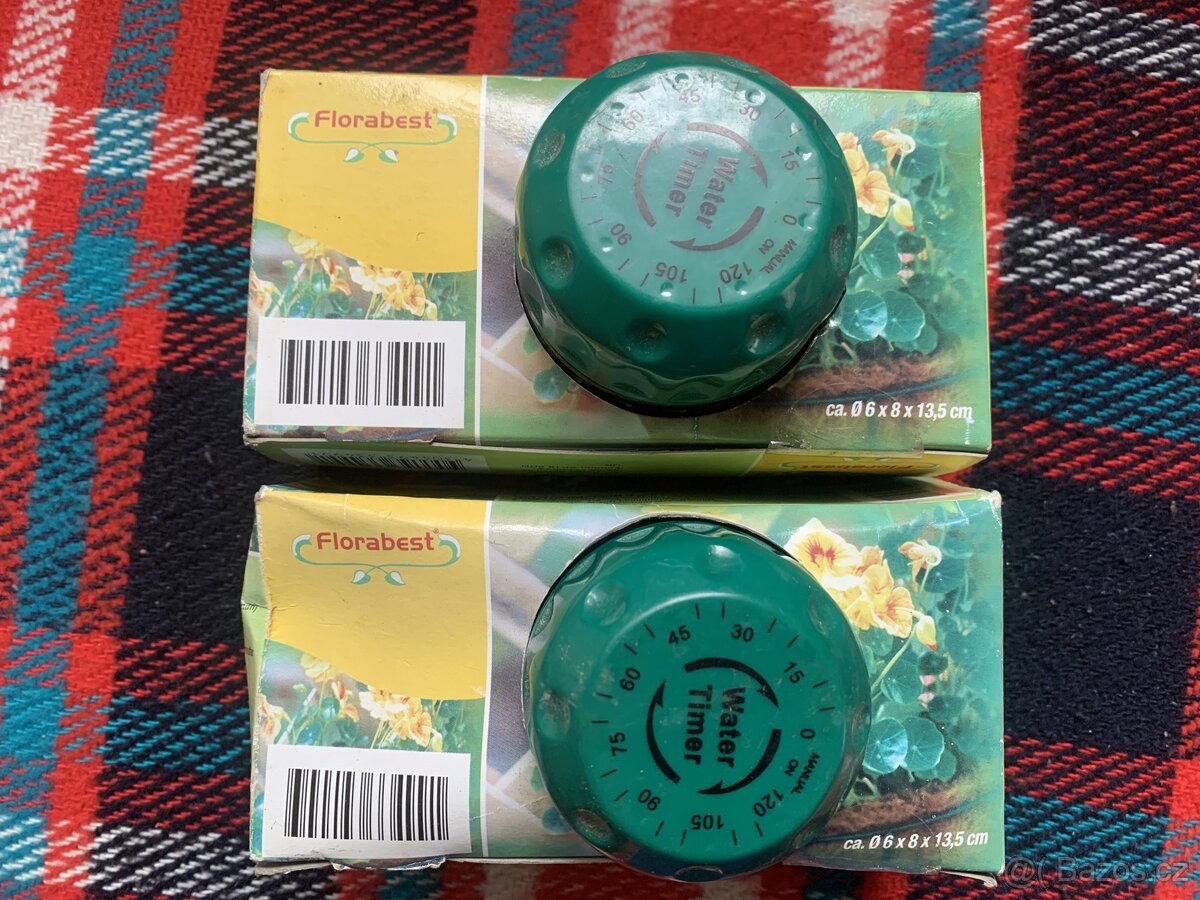 Florabest®
45
30
60
15
75
0
90
MANUAL
ON
105
120
Water
Timer
ca. Ø 6 x 8 x 13,5 cm
Florabest
Florabest®
45
30
60
15
75
0
90
MANUAL
ON
105
120
Water
Timer
ca. Ø 6 x 8 x 13,5 cm
@( Bazos.cz